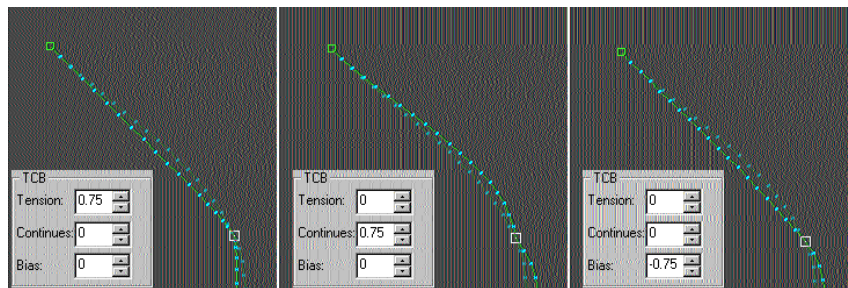 TCB
Tension: 0.75
Continues: 0
Bias: 0
TCB
Tension: 0
Continues: 0.75
Bias: 0
TCB
Tension: 0
Continues: 0
Bias: -0.75